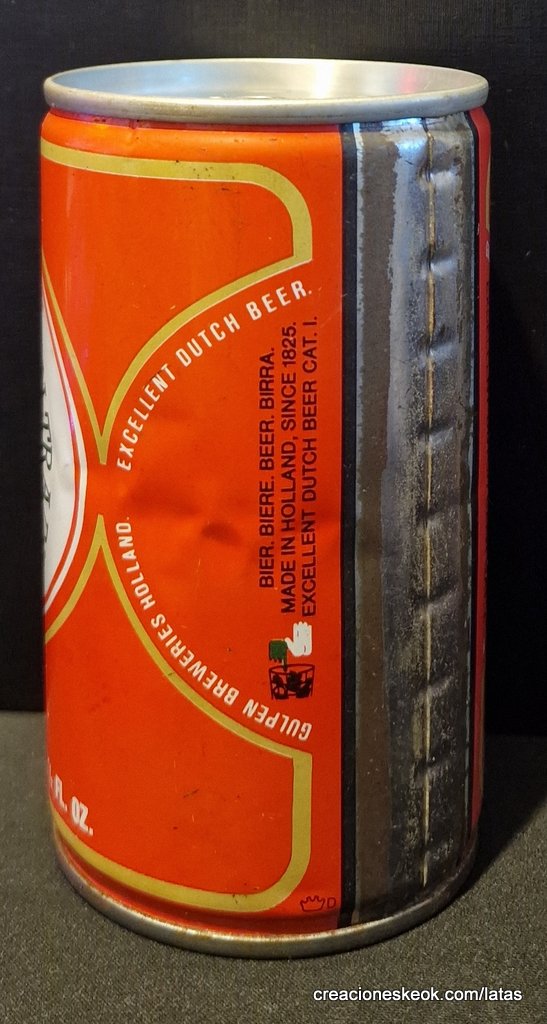 EXCELLENT DUTCH BEER.
GULPEN BREWERIES HOLLAND.
BIER. BIERE. BEER. BIRRA.
MADE IN HOLLAND, SINCE 1825.
EXCELLENT DUTCH BEER CAT. I.
FL. OZ.
D
creacioneskeok.com/latas